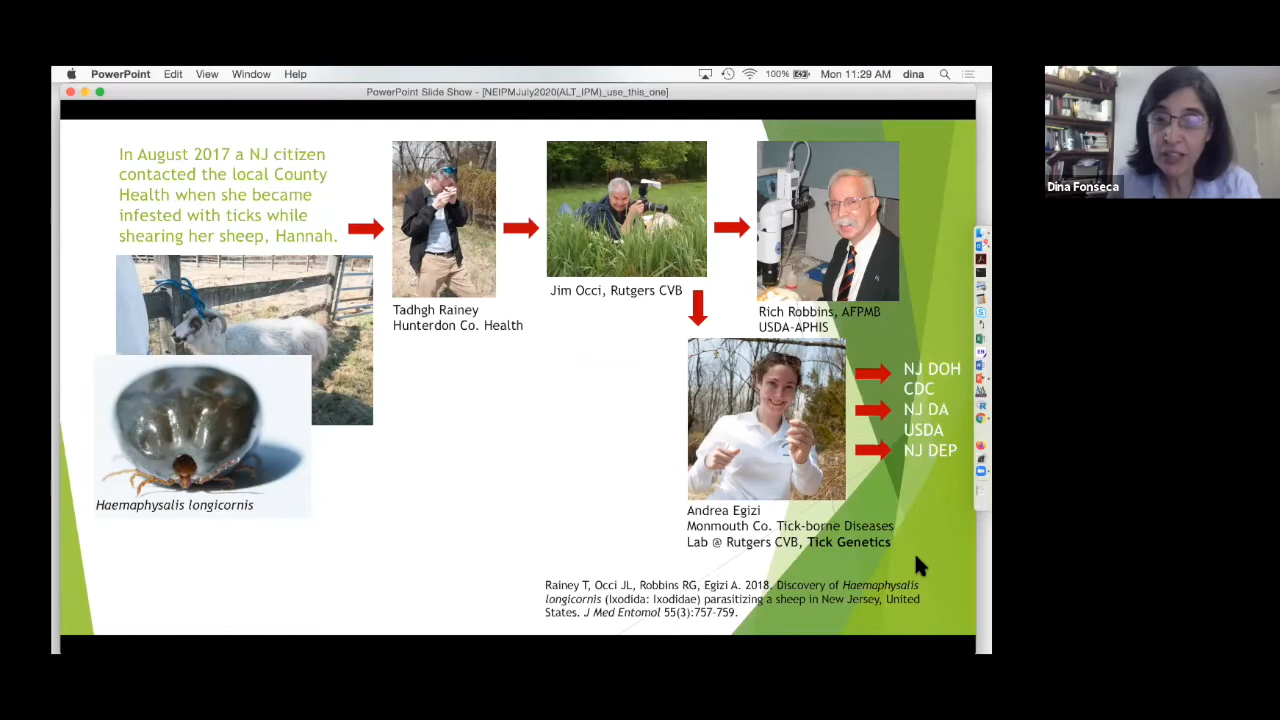 PowerPoint Edit View Window Help 100% Mon 11:29 AM dina
PowerPoint Slide Show - [NEIPMJuly2020(ALT_IPM)_use_this_one]
In August 2017 a NJ citizen
contacted the local County
Health when she became
infested with ticks while
shearing her sheep, Hannah.
Haemaphysalis longicornis
Tadhgh Rainey
Hunterdon Co. Health
Jim Occi, Rutgers CVB
Rich Robbins, AFPMB
USDA-APHIS
NJ DOH
CDC
NJ DA
USDA
NJ DEP
Andrea Egizi
Monmouth Co. Tick-borne Diseases
Lab @ Rutgers CVB, Tick Genetics
Rainey T, Occi JL, Robbins RG, Egizi A. 2018. Discovery of Haemaphysalis
longicornis (Ixodida: Ixodidae) parasitizing a sheep in New Jersey, United
States. J Med Entomol 55(3):757–759.
Dina Fonseca